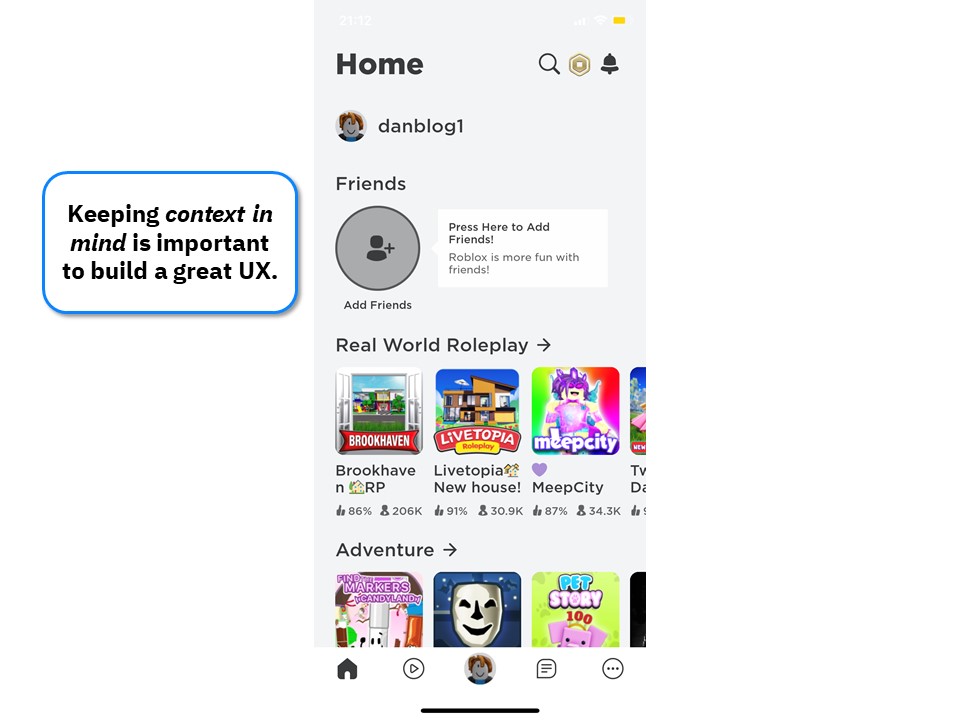 21:12
Home
danblog1
Keeping context in
mind is important
to build a great UX.
Friends
Press Here to Add
Friends!
Roblox is more fun with
friends!
Add Friends
Real World Roleplay →
BROOKHAVEN
LIVETOPIA
Roleplay
meepcity
NEW
Brookhave
n 🏡RP
Livetopia🏘
New house!
💜
MeepCity
Tw
Da
86% 206K
91% 30.9K
87% 34.3K
9
Adventure →
FIND THE
MARKERS
CANDYLAND
PET
STORY
100